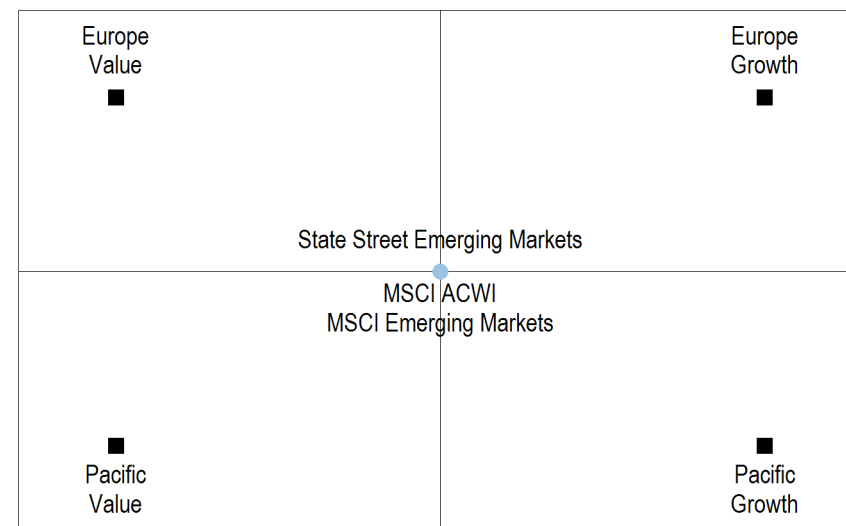 Europe
Value
Europe
Growth
State Street Emerging Markets
MSCI ACWI
MSCI Emerging Markets
Pacific
Value
Pacific
Growth